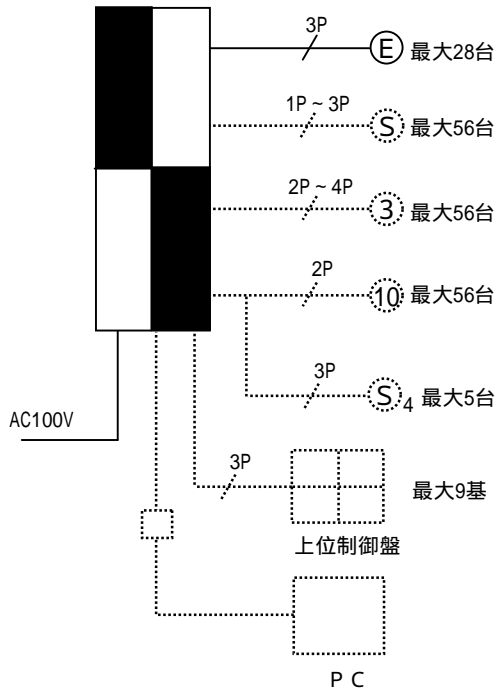 3P
E 最大28台
1P ~ 3P
S 最大56台
2P ~ 4P
3 最大56台
2P
10 最大56台
3P
S 4 最大5台
AC100V
3P
最大9基
上位制御盤
ＰＣ